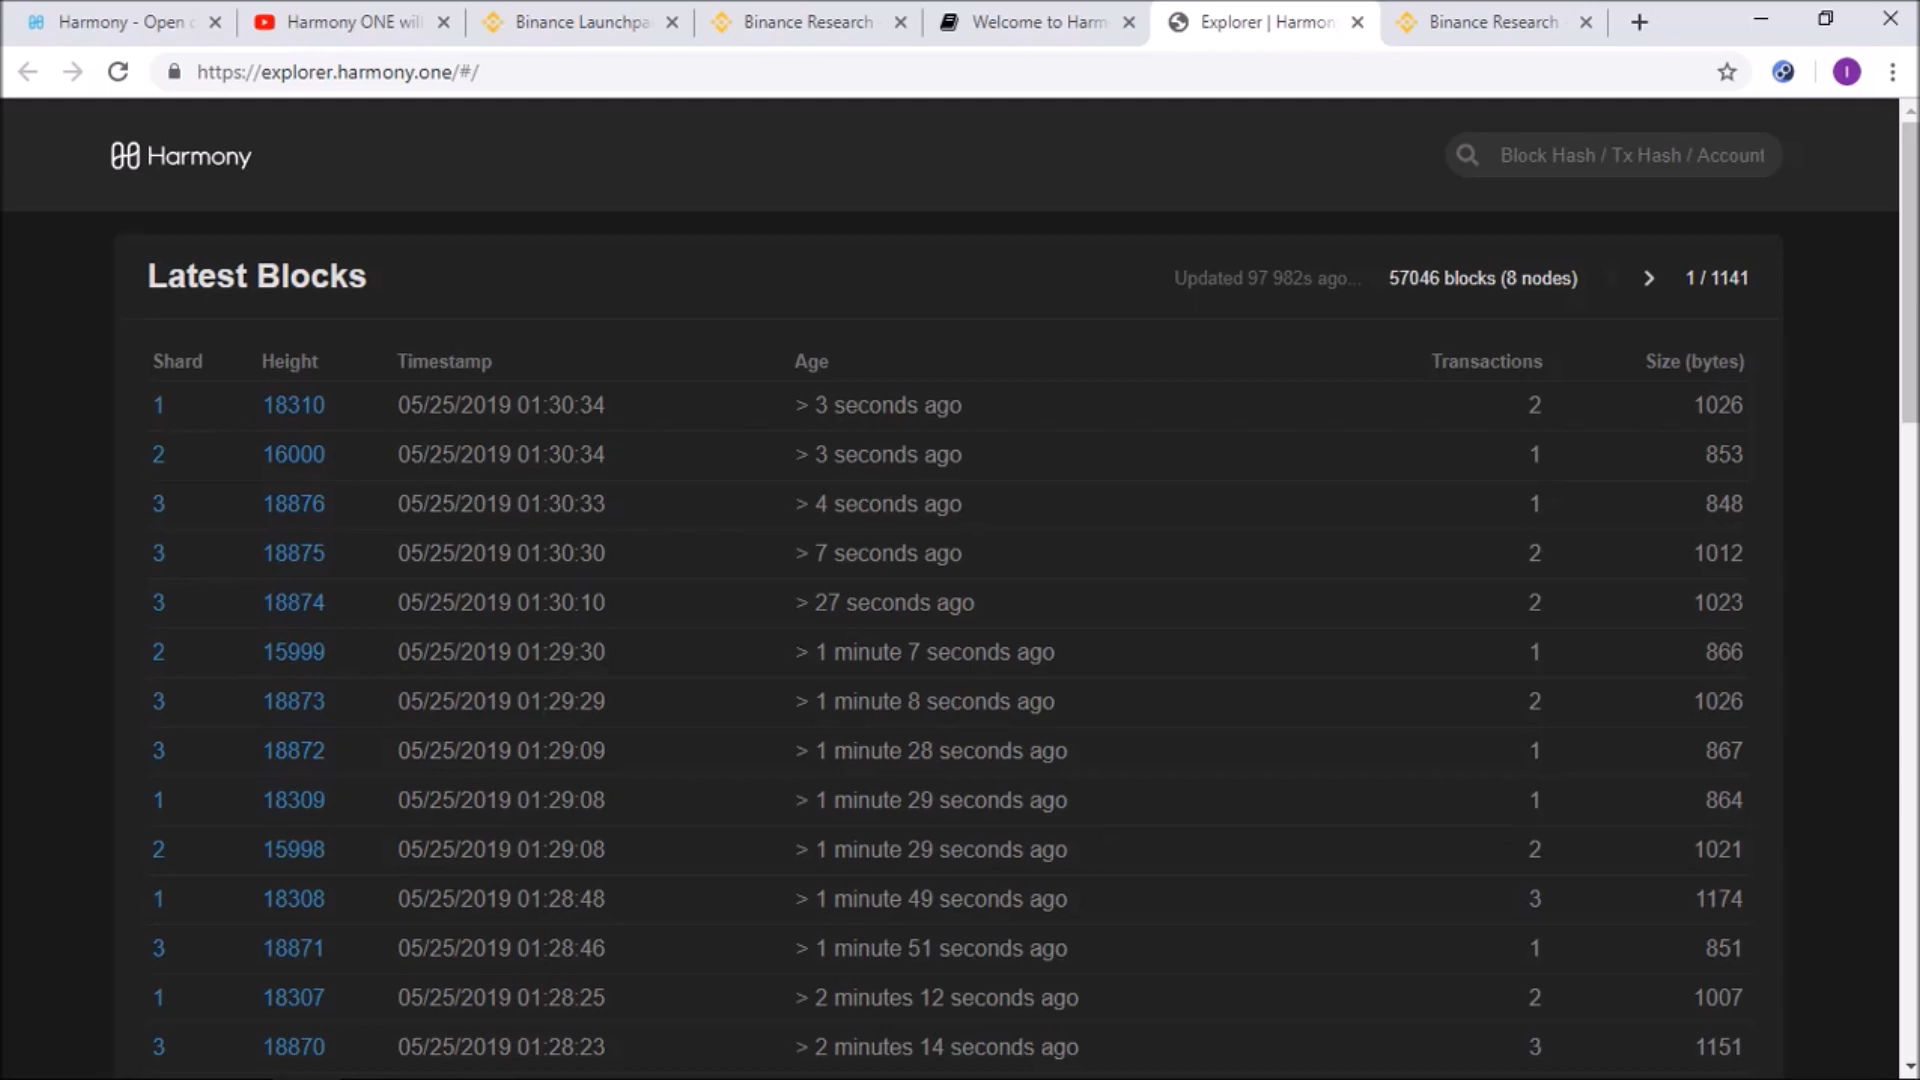 Harmony - Open c
Harmony ONE will
Binance Launchpa
Binance Research
Welcome to Harm
Explorer | Harmon
Binance Research
https://explorer.harmony.one/#/
I
Harmony
Block Hash / Tx Hash / Account
Latest Blocks
Updated 97 982s ago...
57046 blocks (8 nodes)
1 / 1141
Shard Height Timestamp Age Transactions Size (bytes)
1 18310 05/25/2019 01:30:34 > 3 seconds ago 2 1026
2 16000 05/25/2019 01:30:34 > 3 seconds ago 1 853
3 18876 05/25/2019 01:30:33 > 4 seconds ago 1 848
3 18875 05/25/2019 01:30:30 > 7 seconds ago 2 1012
3 18874 05/25/2019 01:30:10 > 27 seconds ago 2 1023
2 15999 05/25/2019 01:29:30 > 1 minute 7 seconds ago 1 866
3 18873 05/25/2019 01:29:29 > 1 minute 8 seconds ago 2 1026
3 18872 05/25/2019 01:29:09 > 1 minute 28 seconds ago 1 867
1 18309 05/25/2019 01:29:08 > 1 minute 29 seconds ago 1 864
2 15998 05/25/2019 01:29:08 > 1 minute 29 seconds ago 2 1021
1 18308 05/25/2019 01:28:48 > 1 minute 49 seconds ago 3 1174
3 18871 05/25/2019 01:28:46 > 1 minute 51 seconds ago 1 851
1 18307 05/25/2019 01:28:25 > 2 minutes 12 seconds ago 2 1007
3 18870 05/25/2019 01:28:23 > 2 minutes 14 seconds ago 3 1151